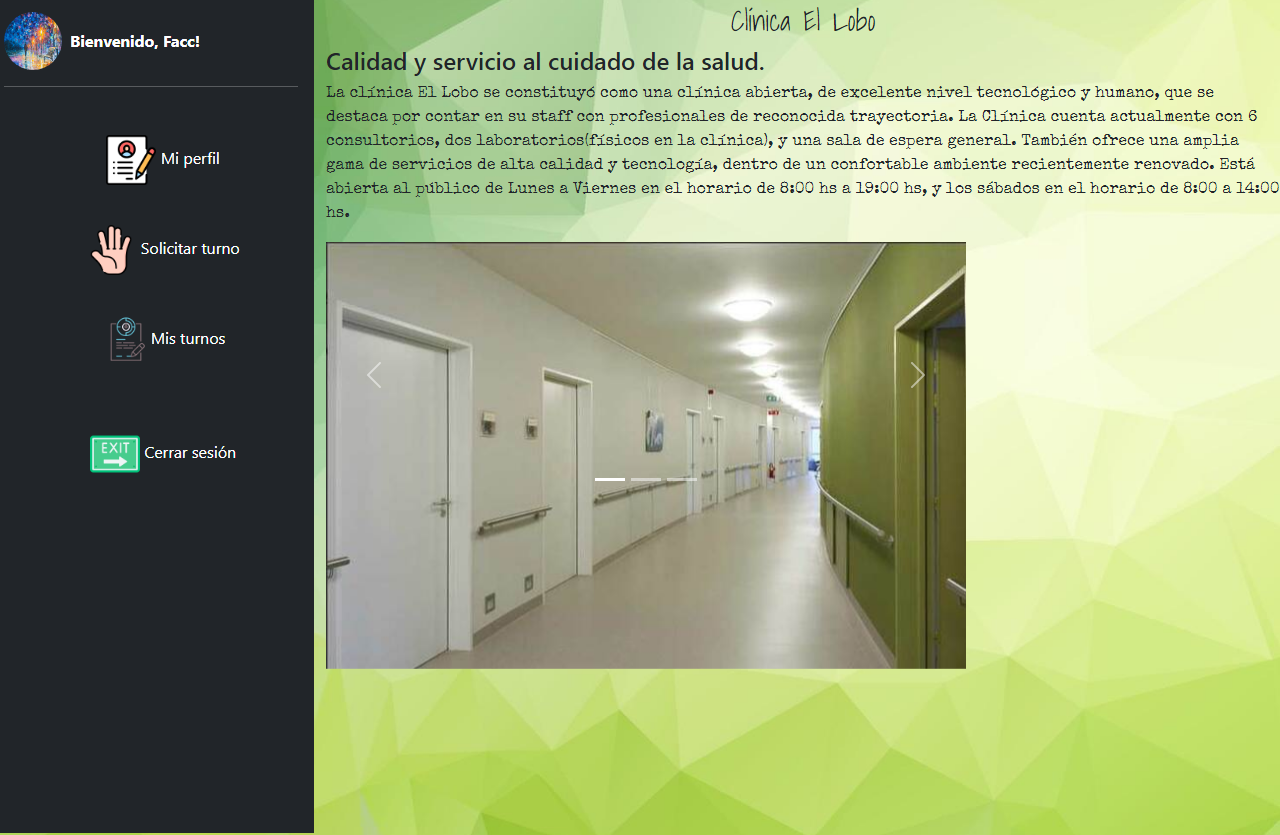 Bienvenido, Facc!
Mi perfil
Solicitar turno
Mis turnos
EXIT
Cerrar sesión
Clínica El Lobo
Calidad y servicio al cuidado de la salud.
La clínica El Lobo se constituyó como una clínica abierta, de excelente nivel tecnológico y humano, que se
destaca por contar en su staff con profesionales de reconocida trayectoria. La Clínica cuenta actualmente con 6
consultorios, dos laboratorios(físicos en la clínica), y una sala de espera general. También ofrece una amplia
gama de servicios de alta calidad y tecnología, dentro de un confortable ambiente recientemente renovado. Está
abierta al público de Lunes a Viernes en el horario de 8:00 hs a 19:00 hs, y los sábados en el horario de 8:00 a 14:00
hs.